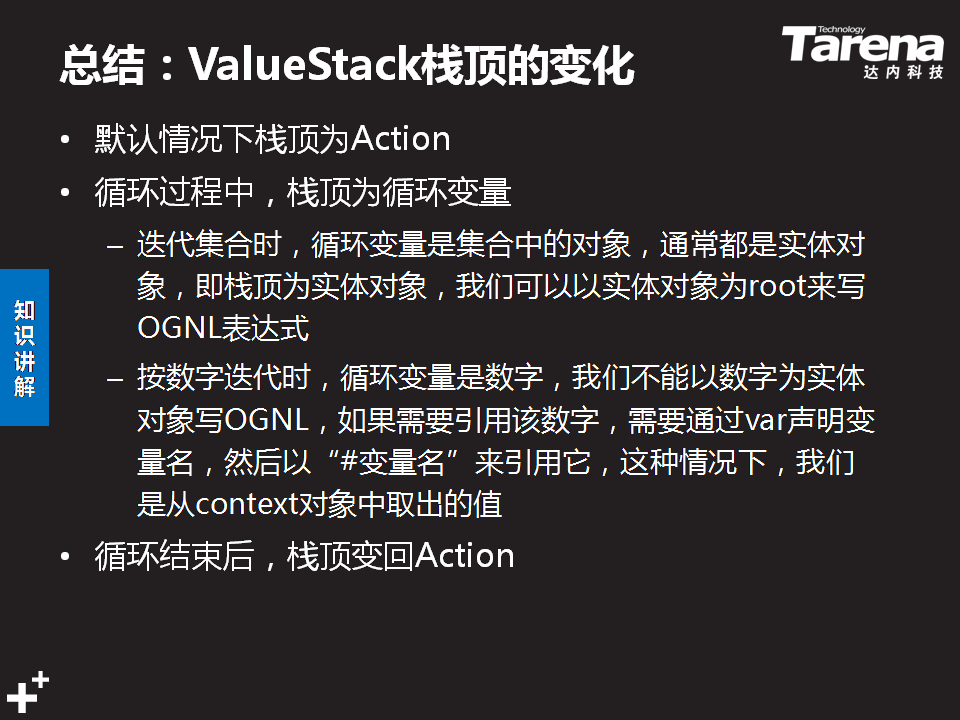 总结：ValueStack栈顶的变化
Technology
Tarena
达内科技
• 默认情况下栈顶为Action
• 循环过程中，栈顶为循环变量
– 迭代集合时，循环变量是集合中的对象，通常都是实体对
象，即栈顶为实体对象，我们可以以实体对象为root来写
OGNL表达式
– 按数字迭代时，循环变量是数字，我们不能以数字为实体
对象写OGNL，如果需要引用该数字，需要通过var声明变
量名，然后以“#变量名”来引用它，这种情况下，我们
是从context对象中取出的值
• 循环结束后，栈顶变回Action
知
识
讲
解